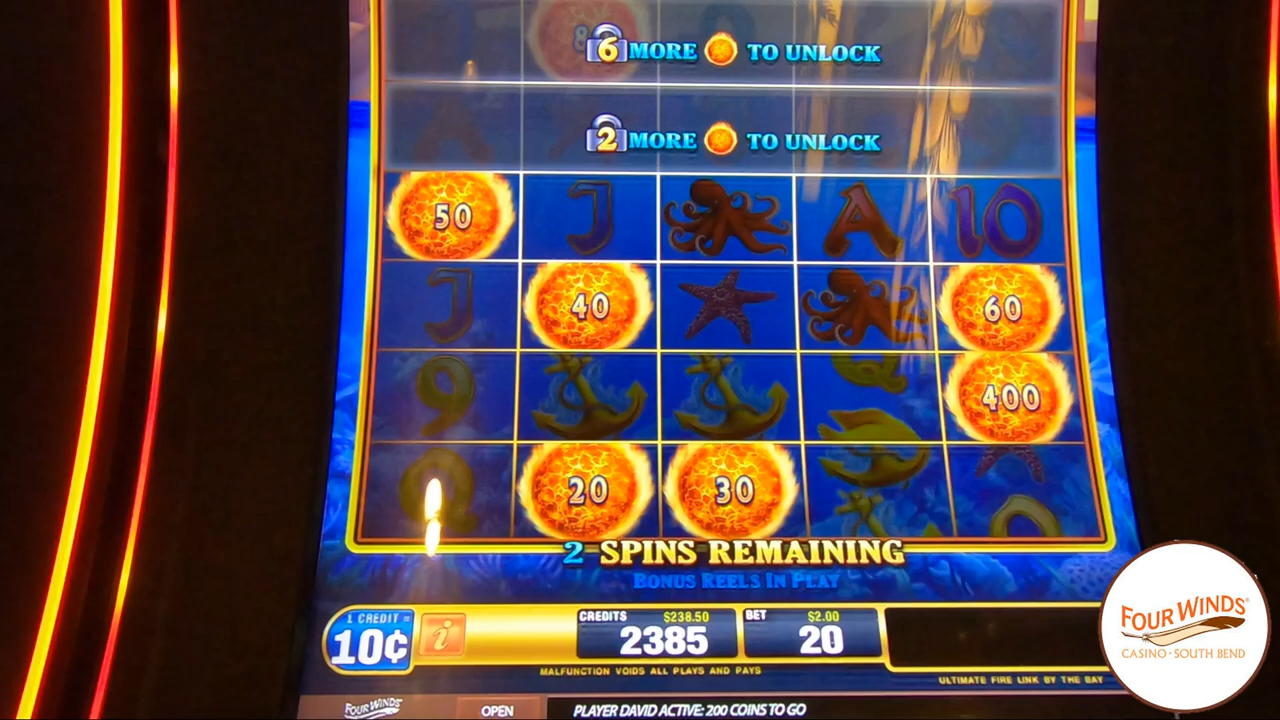 6 MORE TO UNLOCK
2 MORE TO UNLOCK
50 J A 10
J 40 60
9 Q 400
Q 20 30
2 SPINS REMAINING
BONUS REELS IN PLAY
1 CREDIT =
10¢
i
CREDITS $238.50
2385
BET $2.00
20
MALFUNCTION VOIDS ALL PLAYS AND PAYS
ULTIMATE FIRE LINK BY THE BAY
FOUR WINDS
OPEN
PLAYER DAVID ACTIVE: 200 COINS TO GO
FOUR WINDS®
CASINO · SOUTH BEND